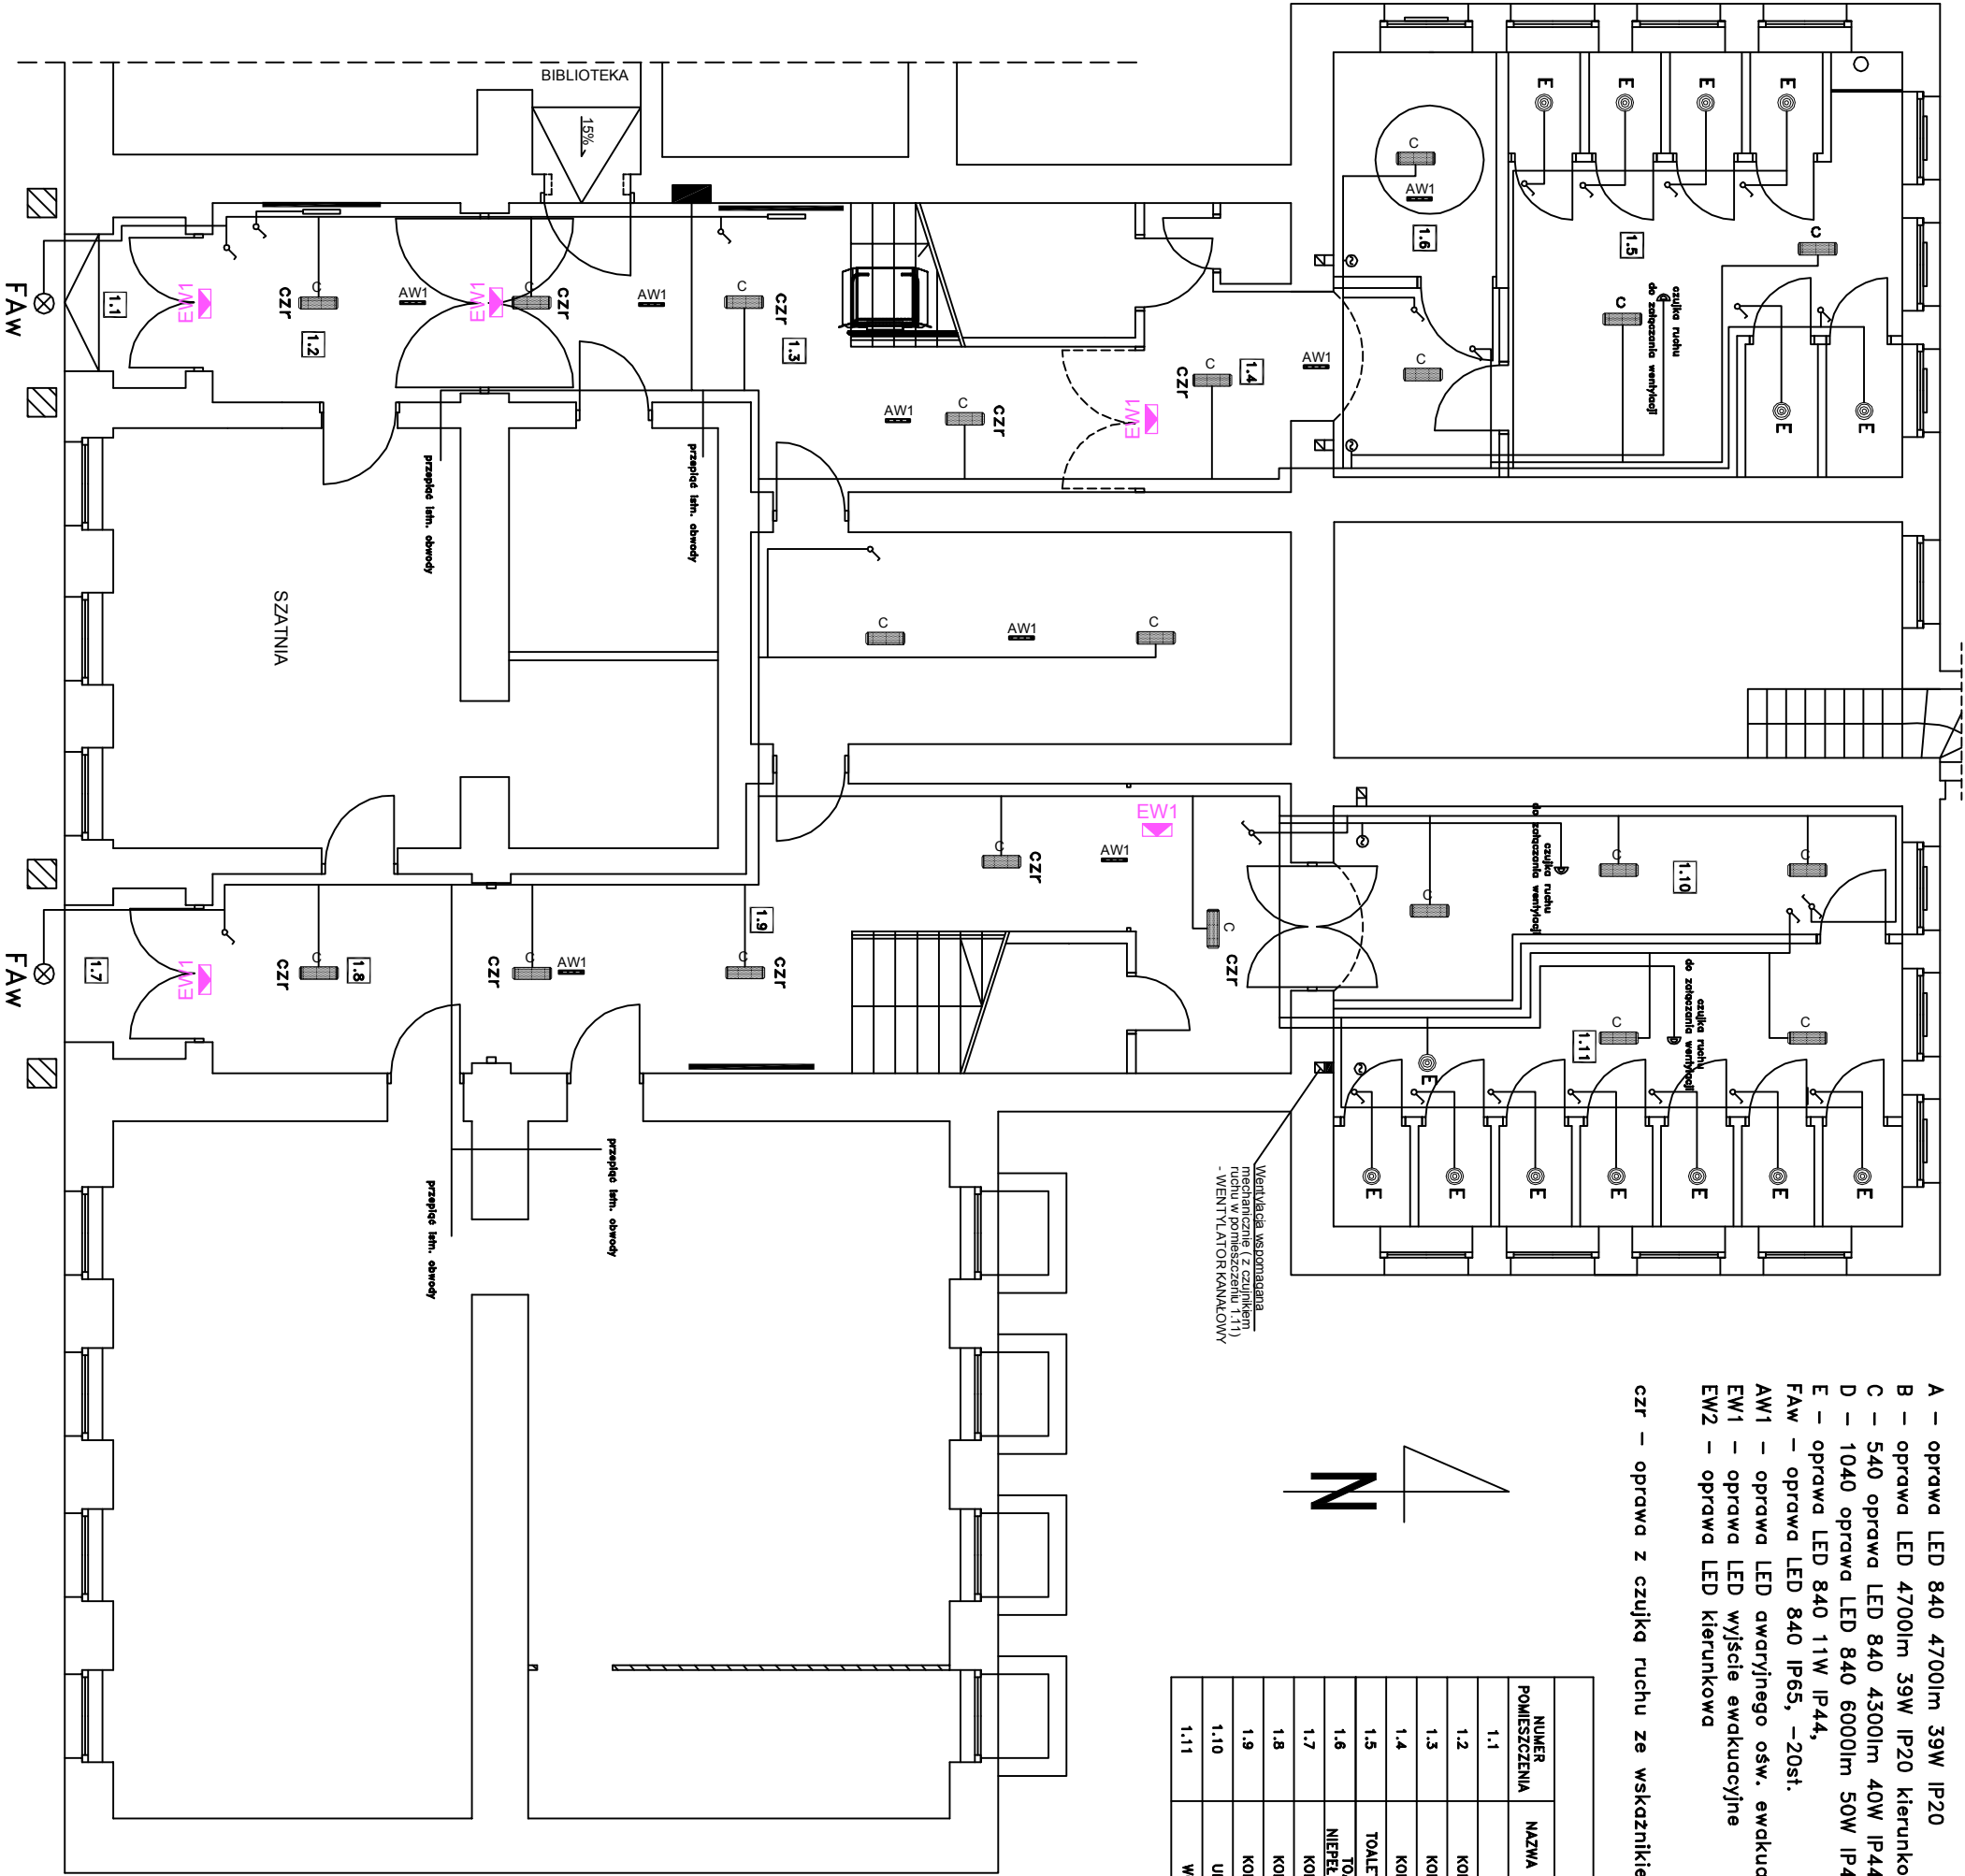 A – oprawa LED 840 4700lm 39W IP20
B – oprawa LED 4700lm 39W IP20
C – 540 oprawa LED 840 4300lm 40W IP44
D – 1040 oprawa LED 840 6000lm 50W
E – oprawa LED 840 11W IP44,
FAw – oprawa LED 840 IP65, –20st.
AW1 – oprawa LED awaryjnego ośw.
EW1 – oprawa LED wyjście ewakuacyjne
EW2 – oprawa LED kierunkowa
czr – oprawa z czujką ruchu ze
N
NUMER
POMIESZCZENIA
NAZWA
1.1
1.2
1.3
1.4
1.5
1.6
1.7
1.8
1.9
1.10
1.11
Wentylacja wspomagana
mechanicznie ( z czujnikiem
ruchu w pomieszczeniu 1.11)
- WENTYLATOR KANAŁOWY
BIBLIOTEKA
15%
SZATNIA
przepiąć istn. obwody
przepiąć istn. obwody
przepiąć istn. obwody
przepiąć istn. obwody
czujka ruchu
do załączania wentylacji
czujka ruchu
do załączania wentylacji
czujka ruchu
do załączania wentylacji
E
E
E
E
C
AW1
1.6
1.5
C
C
C
E
E
FAw
1.1
EW1
C
czr
1.2
AW1
EW1
C
czr
AW1
C
czr
1.3
AW1
C
czr
EW1
C
czr
1.4
AW1
C
AW1
C
FAw
1.7
EW1
C
czr
1.8
C
czr
AW1
C
czr
1.9
C
czr
AW1
EW1
C
czr
C
C
C
1.10
C
C
1.11
E
E
E
E
E
E
E
E